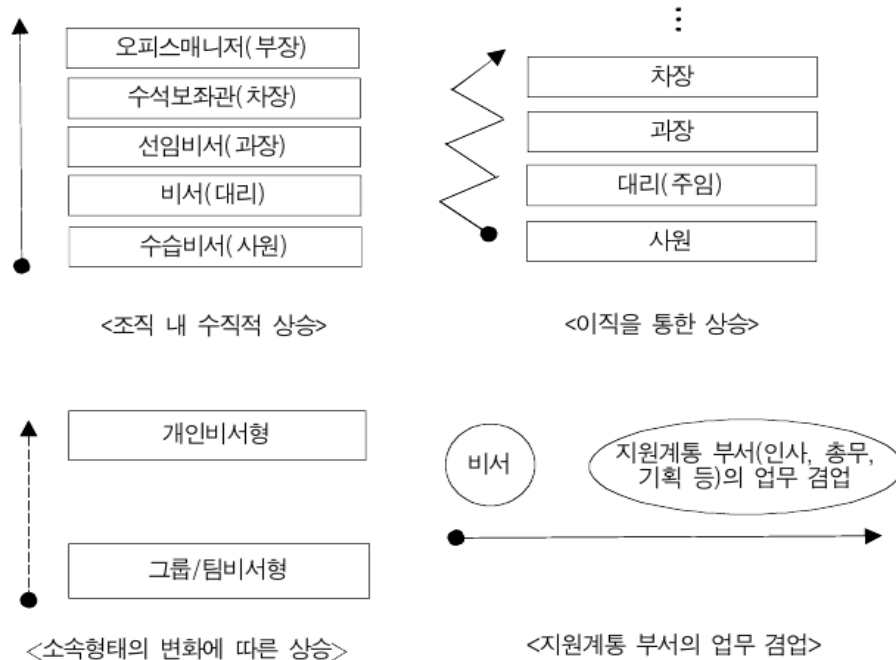 오피스매니저(부장)
수석보좌관(차장)
선임비서(과장)
비서(대리)
수습비서(사원)
<조직 내 수직적 상승>
⋮
차장
과장
대리(주임)
사원
<이직을 통한 상승>
개인비서형
그룹/팀비서형
<소속형태의 변화에 따른 상승>
비서
지원계통 부서(인사, 총무,
기획 등)의 업무 겸업
<지원계통 부서의 업무 겸업>